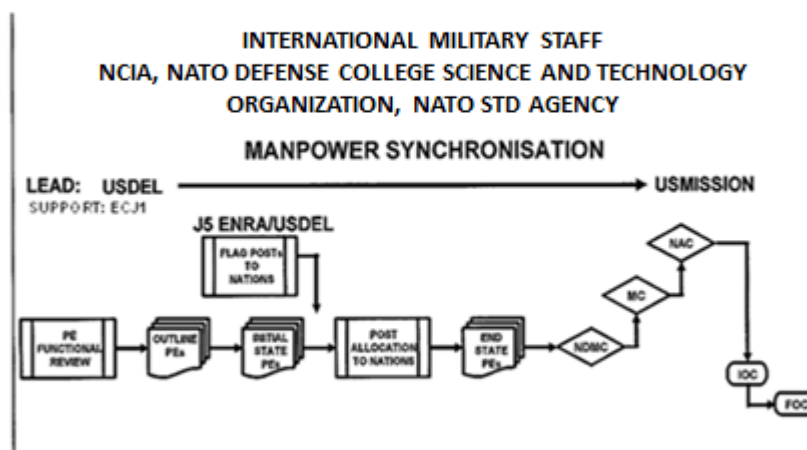 INTERNATIONAL MILITARY STAFF
NCIA, NATO DEFENSE COLLEGE SCIENCE AND TECHNOLOGY
ORGANIZATION, NATO STD AGENCY
MANPOWER SYNCHRONISATION
LEAD: USDEL
USMISSION
SUPPORT: ECJ1
J5 ENRA/USDEL
FLAG POSTs
TO
NATIONS
NAC
MC
PE
FUNCTIONAL
REVIEW
OUTLINE
PEs
INITIAL
STATE
PEs
POST
ALLOCATION
TO NATIONS
END
STATE
PEs
NDMC
IOC
FOC